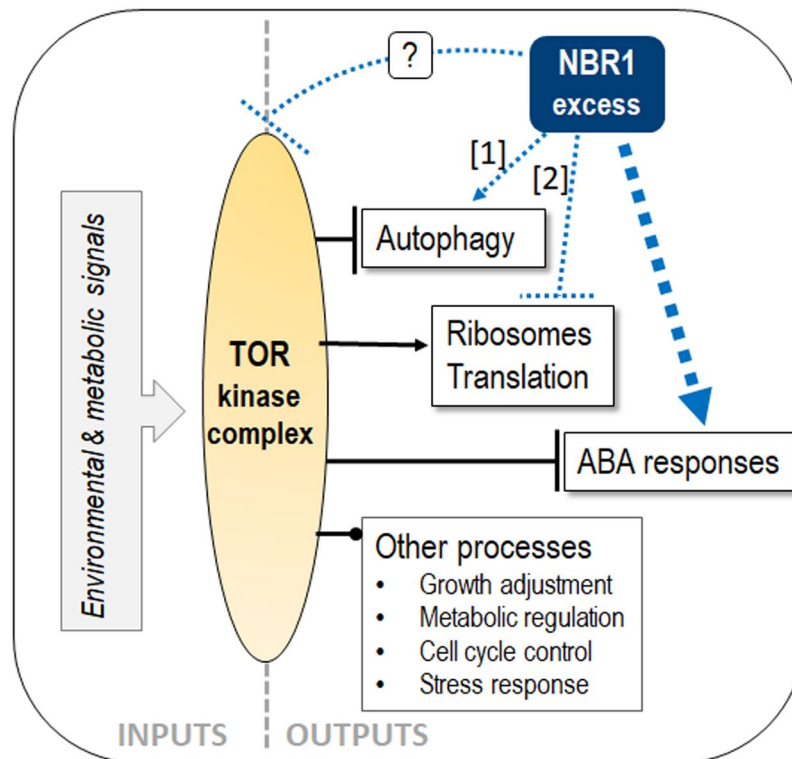 ?
NBR1
excess
[1]
[2]
Autophagy
Environmental & metabolic signals
TOR
kinase
complex
Ribosomes
Translation
ABA responses
Other processes
• Growth adjustment
• Metabolic regulation
• Cell cycle control
• Stress response
INPUTS
OUTPUTS